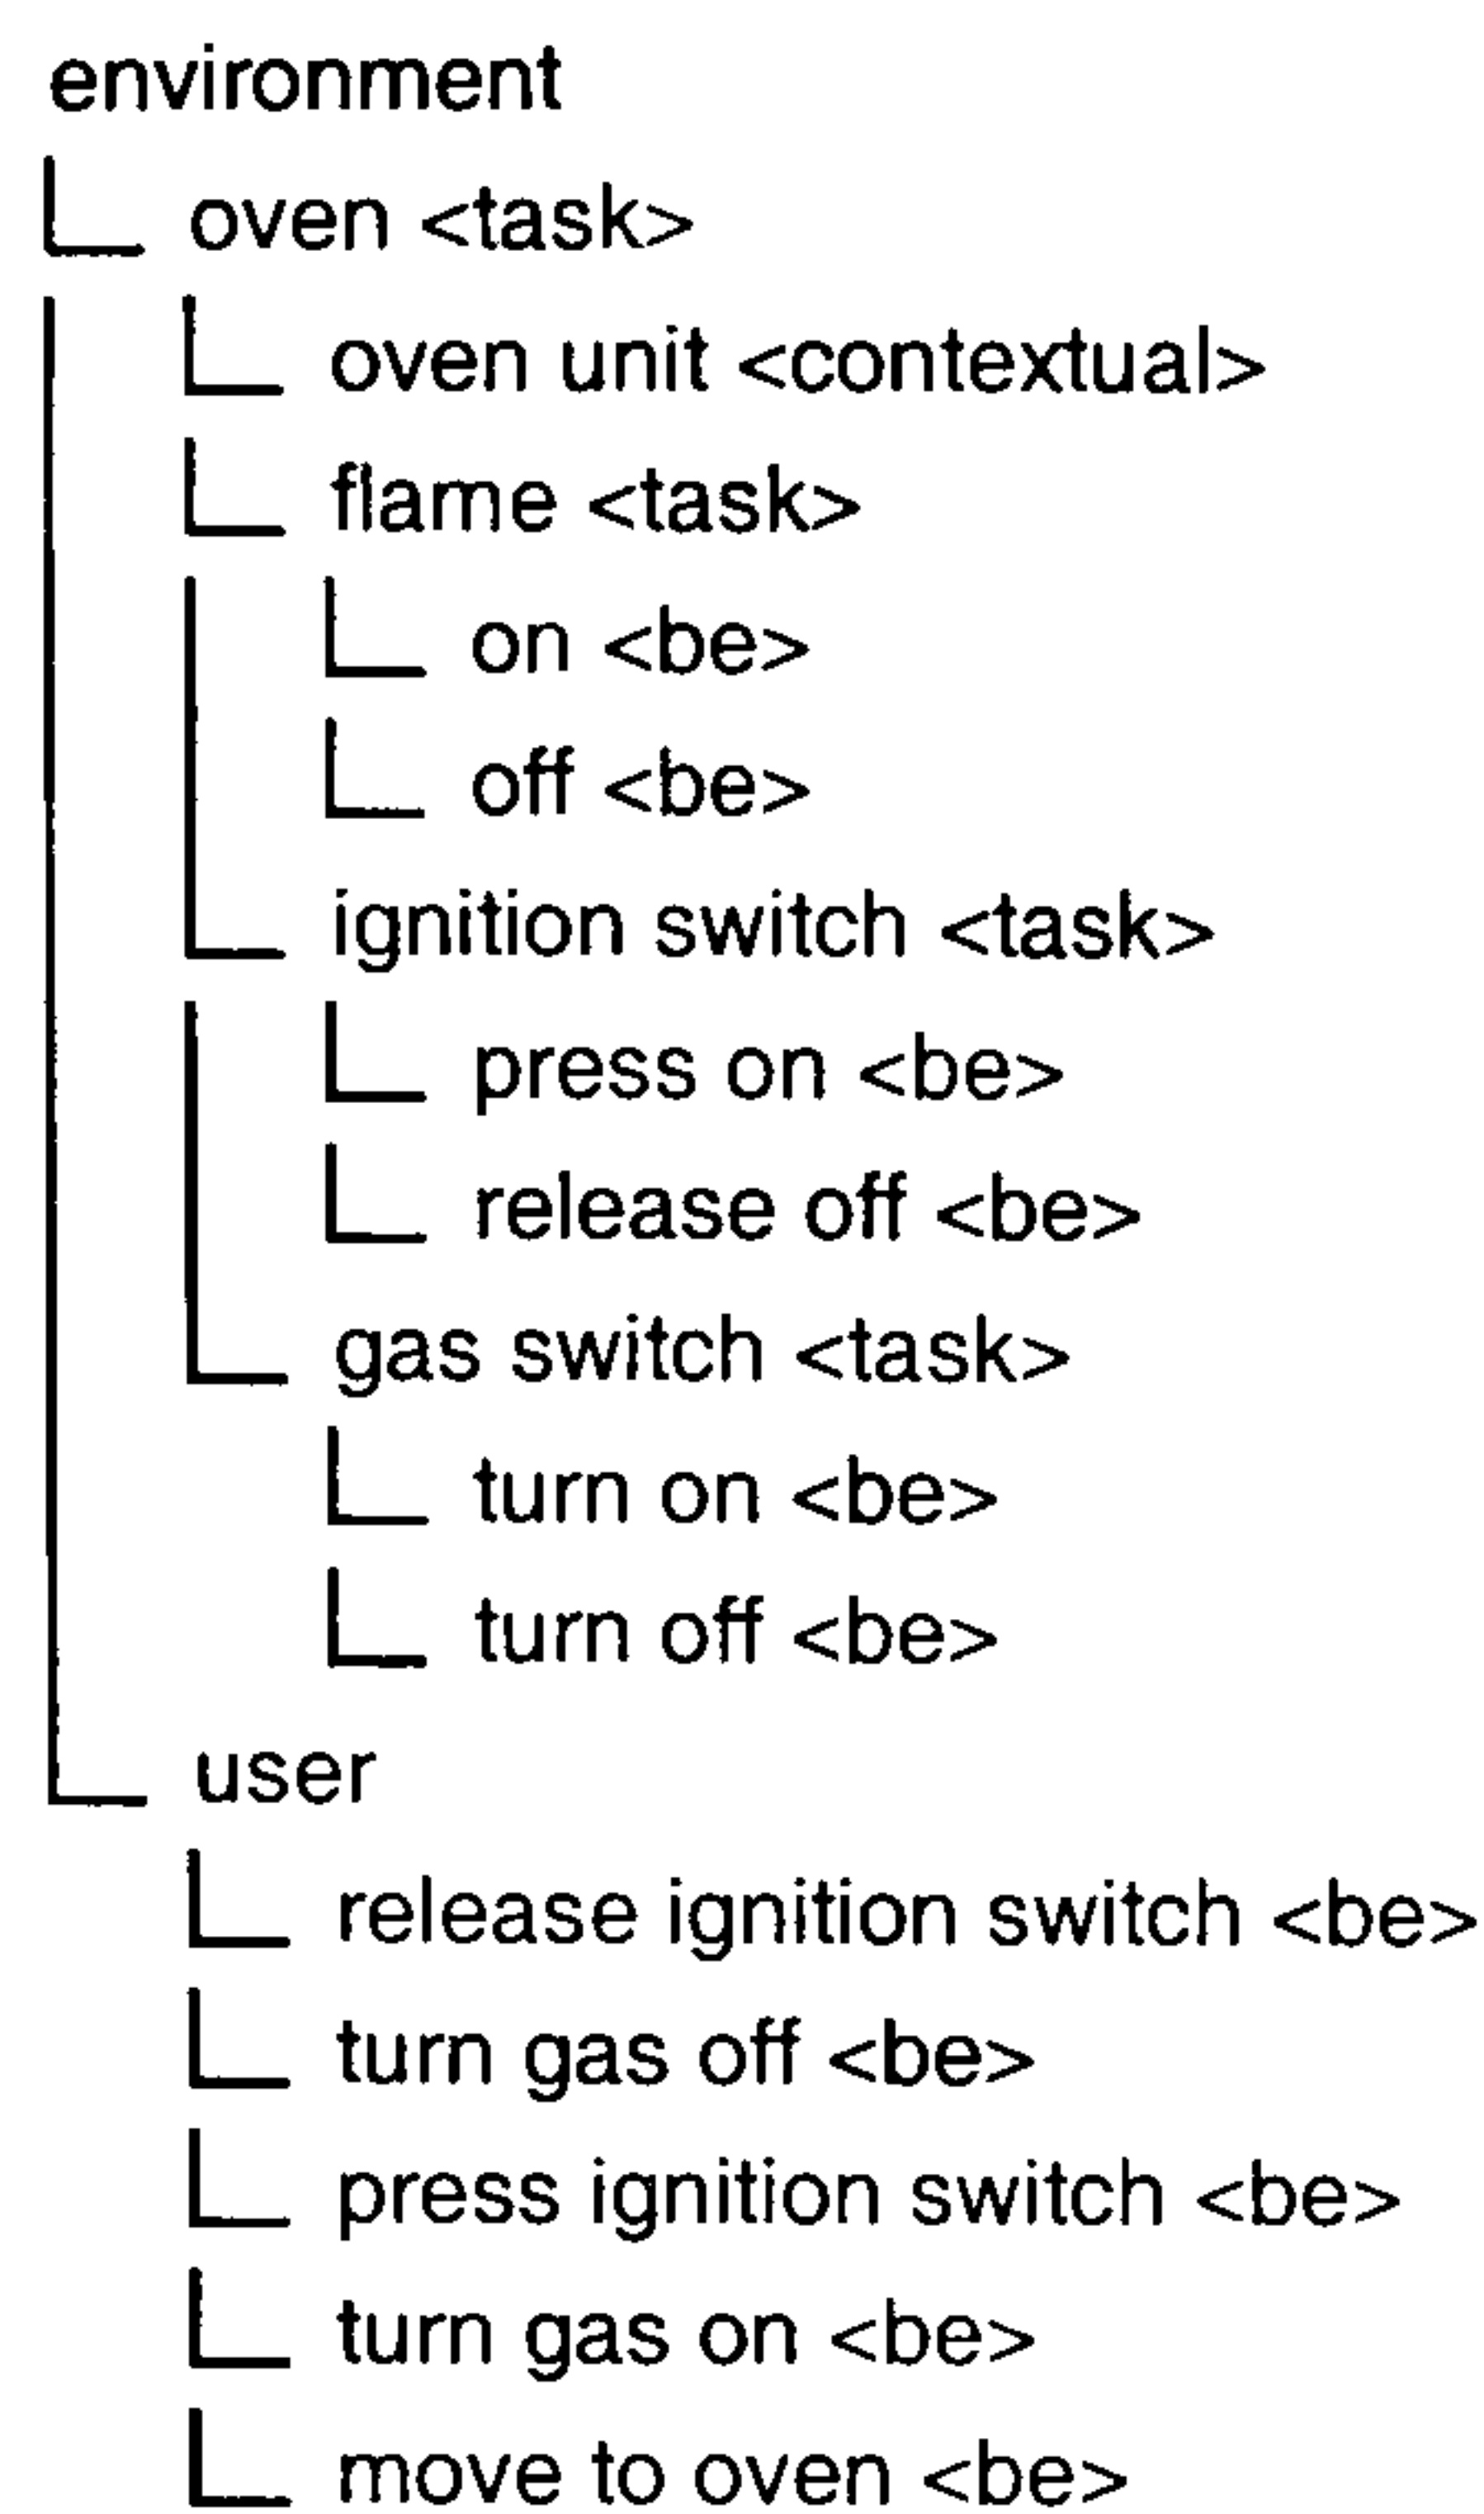 environment
oven <task>
oven unit <contextual>
flame <task>
on <be>
off <be>
ignition switch <task>
press on <be>
release off <be>
gas switch <task>
turn on <be>
turn off <be>
user
release ignition switch <be>
turn gas off <be>
press ignition switch <be>
turn gas on <be>
move to oven <be>